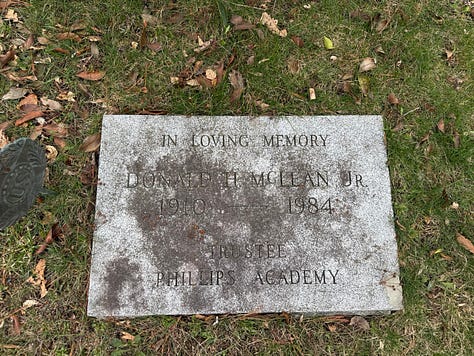 IN LOVING MEMORY
DONALD H. MCLEAN JR.
1910 — 1984
TRUSTEE
PHILLIPS ACADEMY